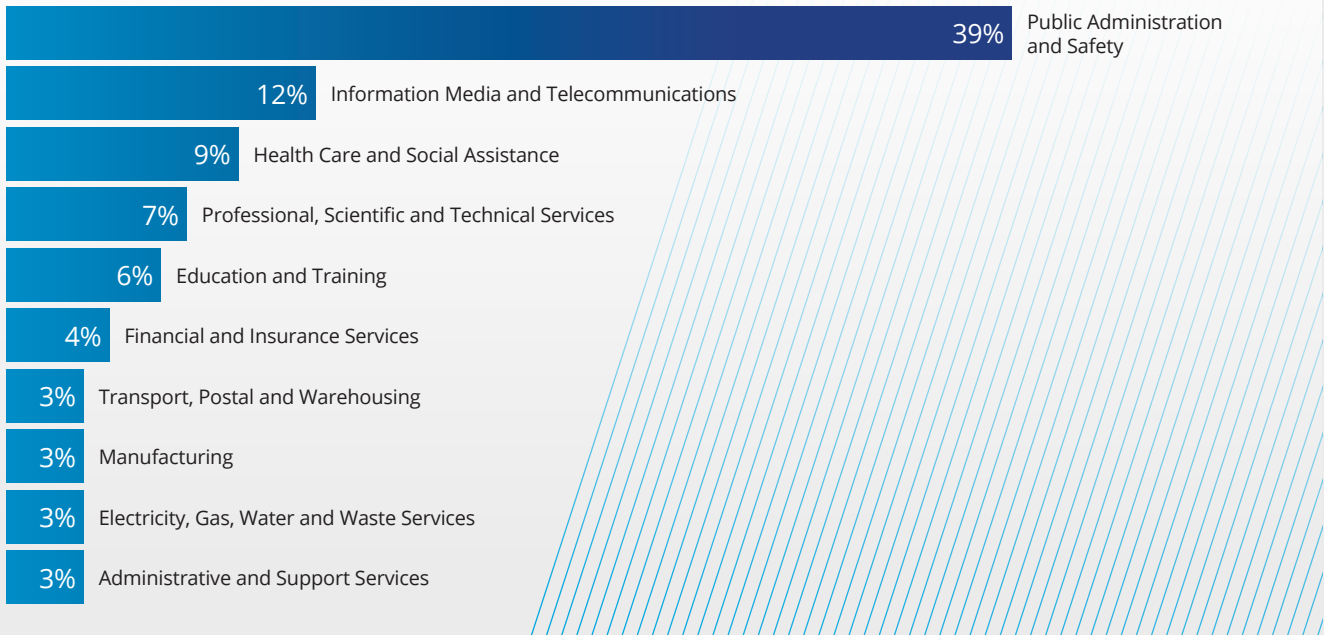 39% Public Administration
and Safety
12% Information Media and Telecommunications
9% Health Care and Social Assistance
7% Professional, Scientific and Technical Services
6% Education and Training
4% Financial and Insurance Services
3% Transport, Postal and Warehousing
3% Manufacturing
3% Electricity, Gas, Water and Waste Services
3% Administrative and Support Services